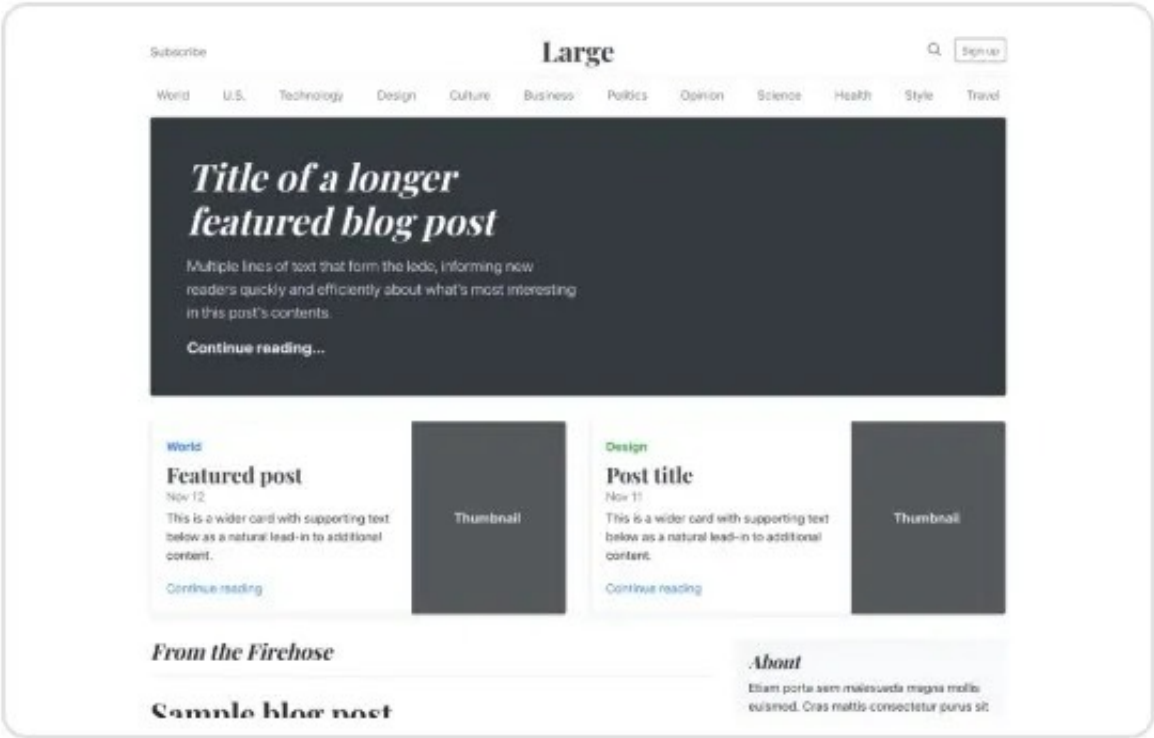 Subscribe
Large
Sign up
World U.S. Technology Design Culture Business Politics Opinion Science Health Style Travel
Title of a longer
featured blog post
Multiple lines of text that form the lede, informing new
readers quickly and efficiently about what's most interesting
in this post's contents.
Continue reading...
World
Featured post
Nov 12
This is a wider card with supporting text
below as a natural lead-in to additional
content.
Continue reading
Thumbnail
Design
Post title
Nov 11
This is a wider card with supporting text
below as a natural lead-in to additional
content.
Continue reading
Thumbnail
From the Firehose
Sample blog post
About
Etiam porta sem malesuada magna mollis
euismod. Cras mattis consectetur purus sit